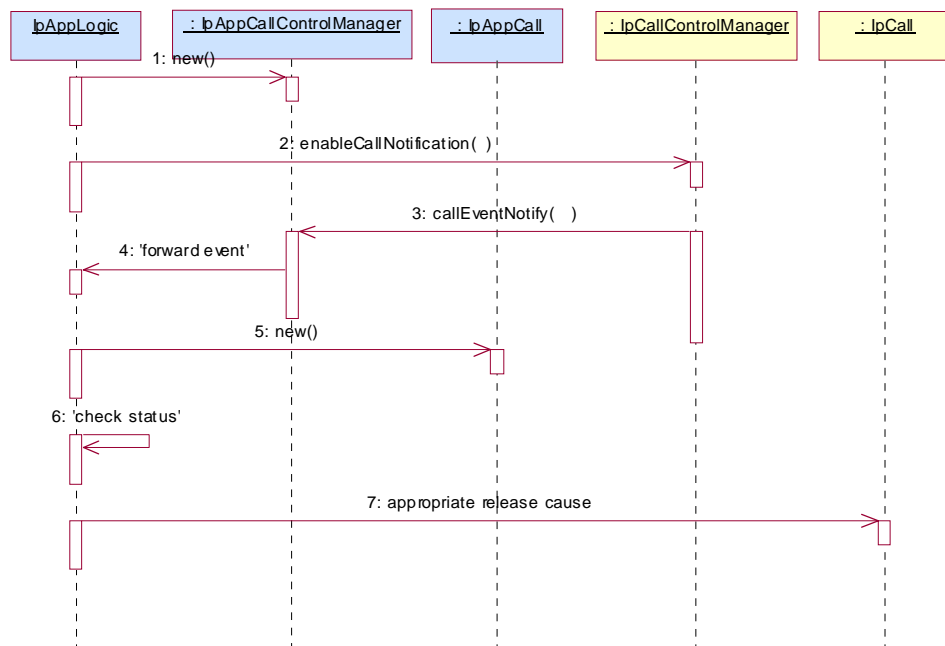 IpAppLogic
: IpAppCallControlManager
: IpAppCall
: IpCallControlManager
: IpCall
1: new()
2: enableCallNotification( )
3: callEventNotify( )
4: 'forward event'
5: new()
6: 'check status'
7: appropriate release cause